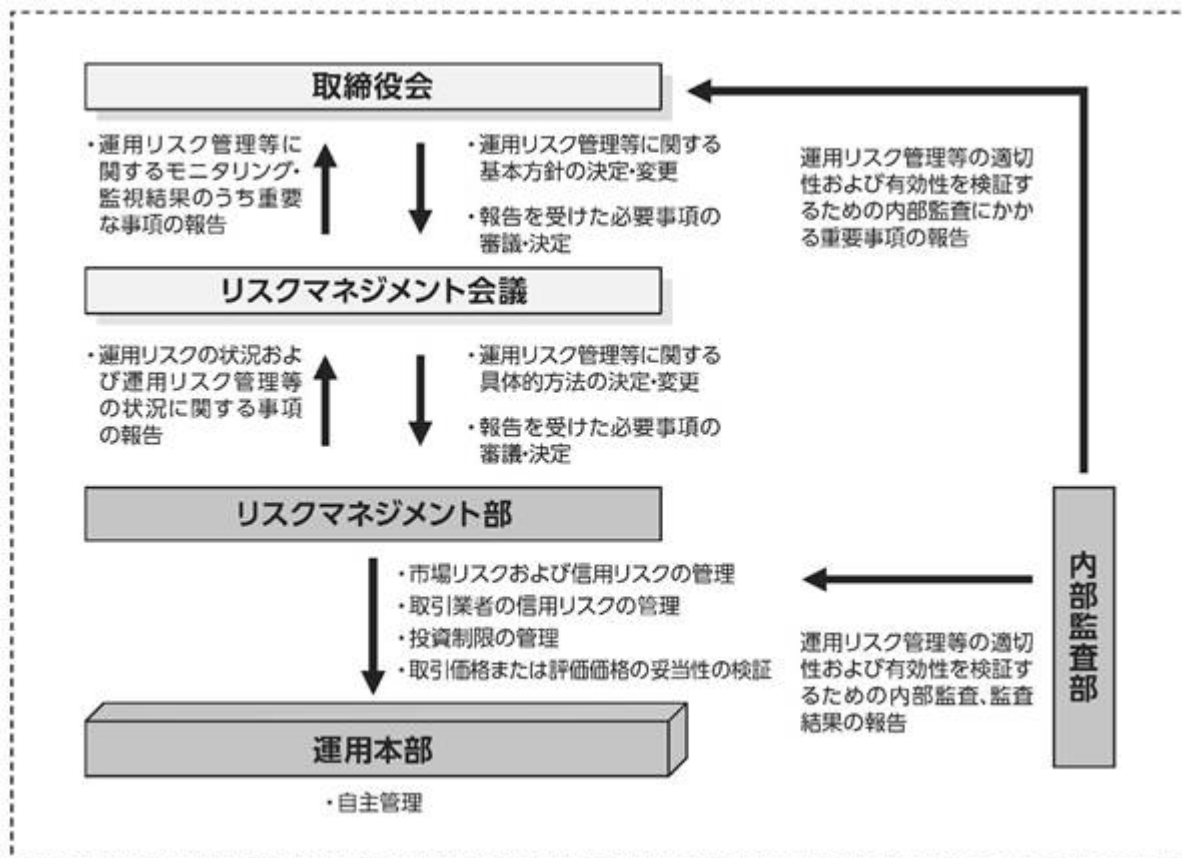 取締役会
・運用リスク管理等に
関するモニタリング・
監視結果のうち重要
な事項の報告
・運用リスク管理等に関する
基本方針の決定・変更
・報告を受けた必要事項の
審議・決定
運用リスク管理等の適切
性および有効性を検証す
るための内部監査にかか
る重要事項の報告
リスクマネジメント会議
・運用リスクの状況およ
び運用リスク管理等
の状況に関する事項
の報告
・運用リスク管理等に関する
具体的方法の決定・変更
・報告を受けた必要事項の
審議・決定
リスクマネジメント部
・市場リスクおよび信用リスクの管理
・取引業者の信用リスクの管理
・投資制限の管理
・取引価格または評価価格の妥当性の検証
内部監査部
運用リスク管理等の適切
性および有効性を検証す
るための内部監査、監査
結果の報告
運用本部
・自主管理